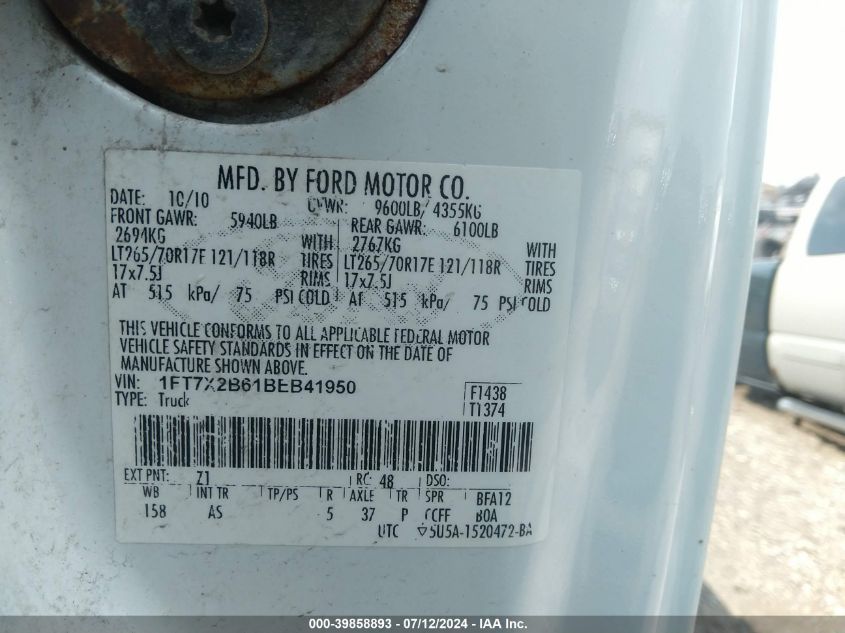 MFD. BY FORD MOTOR CO.
DATE: 10/10 GVWR: 9600LB/ 4355KG
FRONT GAWR: 5940LB REAR GAWR: 6100LB
2694KG WITH 2767KG WITH
LT265/70R17E 121/118R TIRES LT265/70R17E 121/118R TIRES
17x7.5J RIMS 17x7.5J RIMS
AT 515 kPa/ 75 PSI COLD AT 515 kPa/ 75 PSI COLD
THIS VEHICLE CONFORMS TO ALL APPLICABLE FEDERAL MOTOR
VEHICLE SAFETY STANDARDS IN EFFECT ON THE DATE OF
MANUFACTURE SHOWN ABOVE.
VIN: 1FT7X2B61BEB41950 F1438
TYPE: Truck T1374
EXT PNT: Z1 RC: 48 DSO:
WB INT TR TP/PS R AXLE TR SPR BFA12
158 AS 5 37 P CCFF BOA
UTC ▽5U5A-1520472-BA
000-39858893 - 07/12/2024 - IAA Inc.